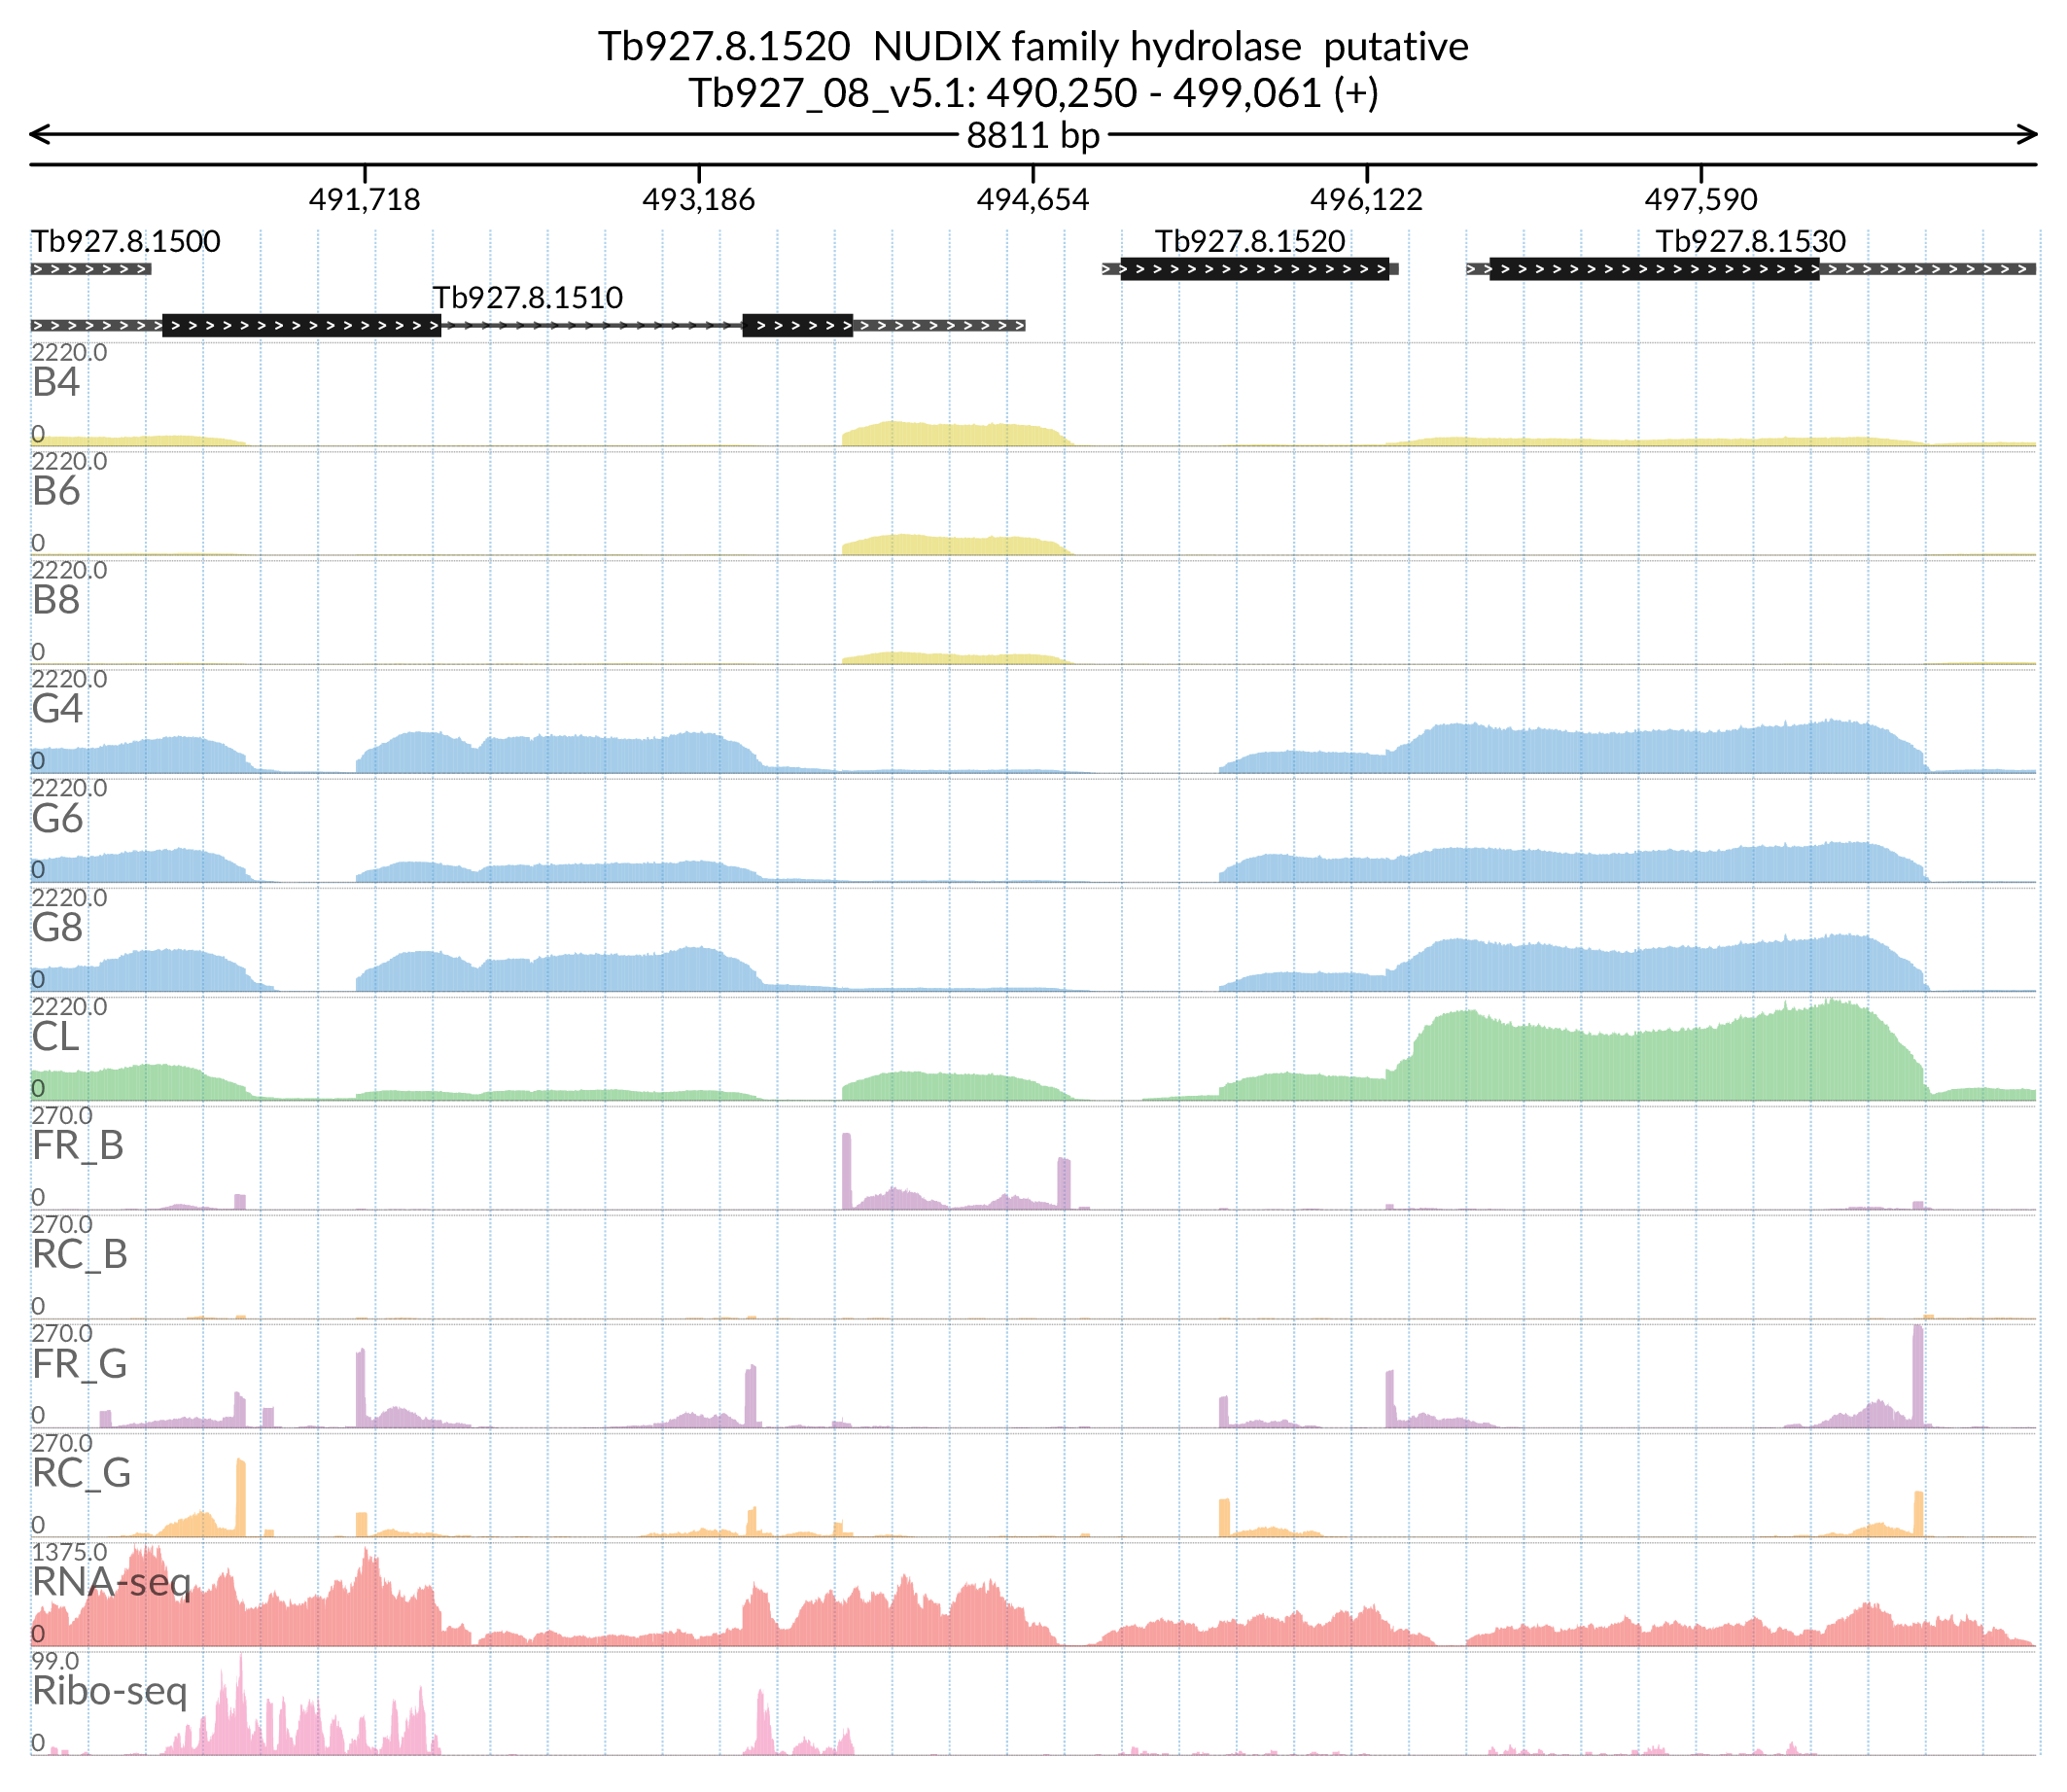 Tb927.8.1520  NUDIX family hydrolase  putative
Tb927_08_v5.1: 490,250 - 499,061 (+)
8811 bp
491,718 493,186 494,654 496,122 497,590
Tb927.8.1500 Tb927.8.1520 Tb927.8.1530
Tb927.8.1510
2220.0
B4
0
2220.0
B6
0
2220.0
B8
0
2220.0
G4
0
2220.0
G6
0
2220.0
G8
0
2220.0
CL
0
270.0
FR_B
0
270.0
RC_B
0
270.0
FR_G
0
270.0
RC_G
0
1375.0
RNA-seq
0
99.0
Ribo-seq
0